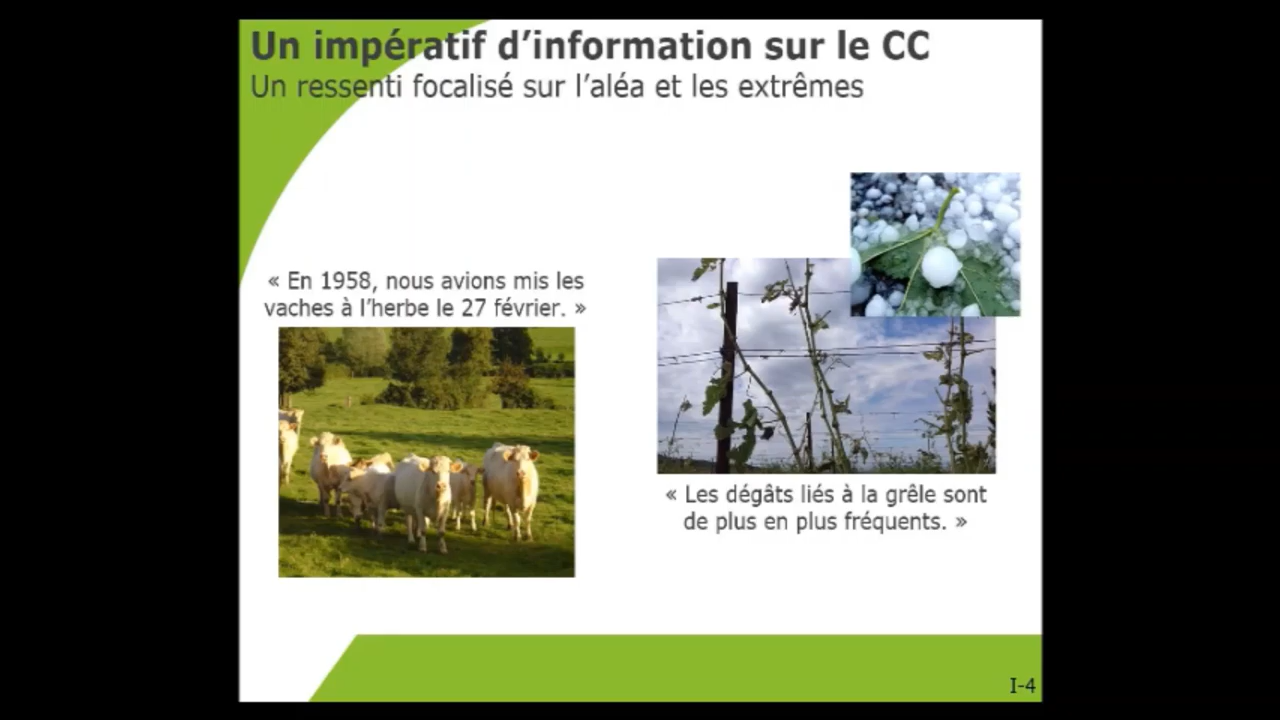 Un impératif d’information sur le CC
Un ressenti focalisé sur l’aléa et les extrêmes
« En 1958, nous avions mis les
vaches à l’herbe le 27 février. »
« Les dégâts liés à la grêle sont
de plus en plus fréquents. »
I-4